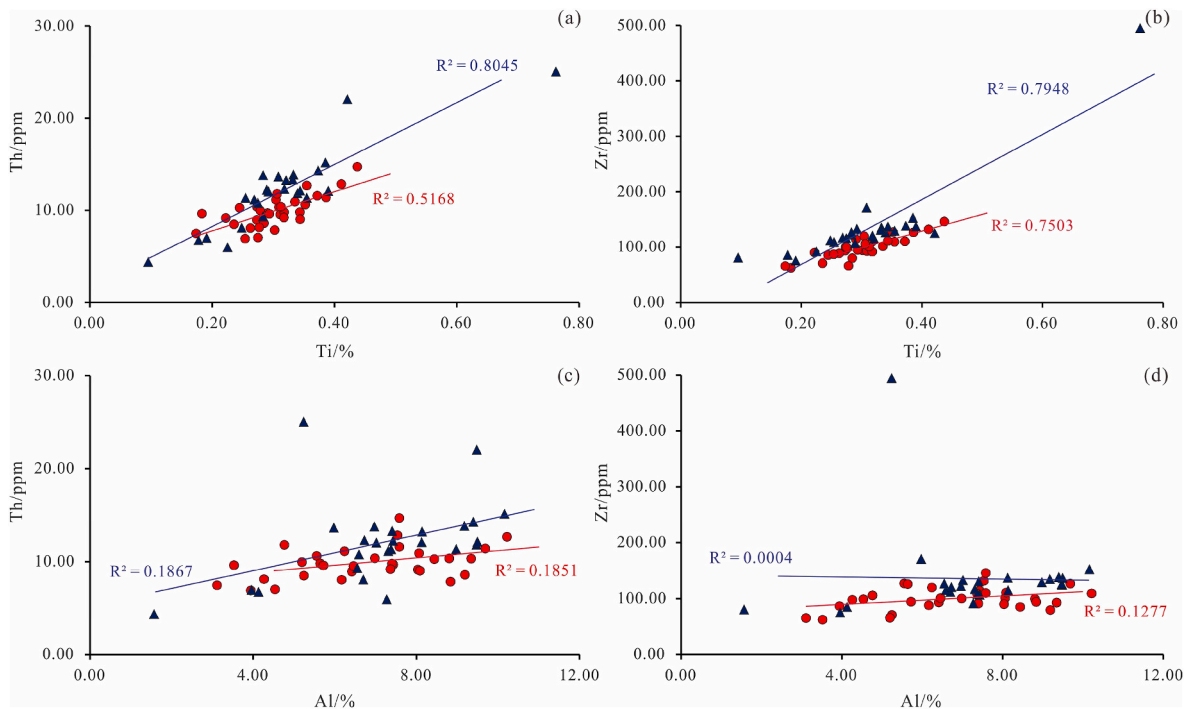 (a)
30.00
20.00
10.00
0.00
Th/ppm
R² = 0.8045
R² = 0.5168
0.00 0.20 0.40 0.60 0.80
Ti/%
(b)
500.00
400.00
300.00
200.00
100.00
0.00
Zr/ppm
R² = 0.7948
R² = 0.7503
0.00 0.20 0.40 0.60 0.80
Ti/%
(c)
30.00
20.00
10.00
0.00
Th/ppm
R² = 0.1867
R² = 0.1851
0.00 4.00 8.00 12.00
Al/%
(d)
500.00
400.00
300.00
200.00
100.00
0.00
Zr/ppm
R² = 0.0004
R² = 0.1277
0.00 4.00 8.00 12.00
Al/%